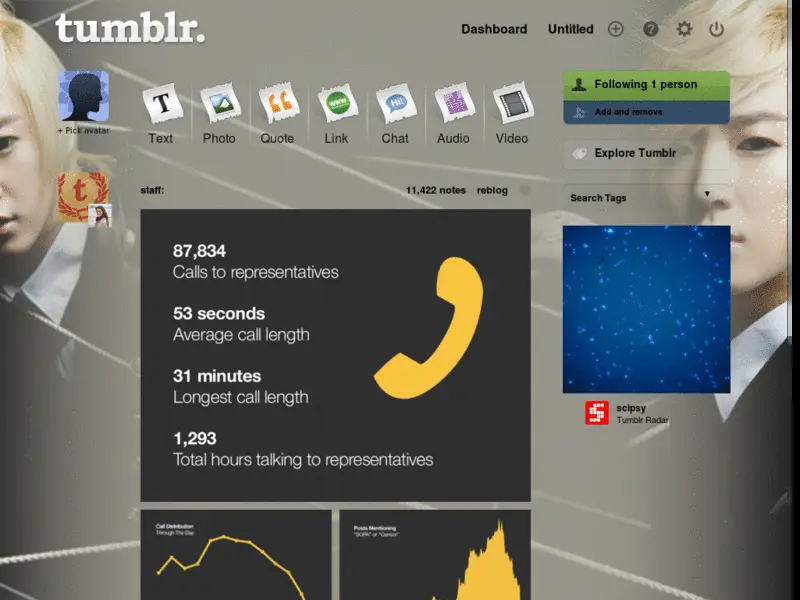 tumblr.
Dashboard
Untitled
+ Pick avatar
T
WWW
Hi!
Text
Photo
Quote
Link
Chat
Audio
Video
Following 1 person
Add and remove
Explore Tumblr
Search Tags
staff:
11,422 notes
reblog
t
87,834
Calls to representatives
53 seconds
Average call length
31 minutes
Longest call length
1,293
Total hours talking to representatives
scipsy
Tumblr Radar
Call Distribution
Through The Day
Posts Mentioning
"SOPA" or "Censor"